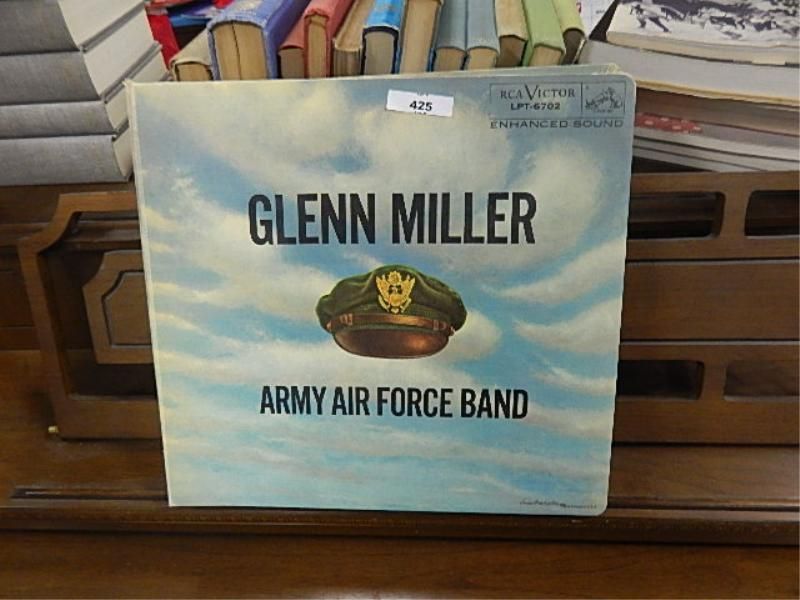 425
RCA VICTOR
LPT-6702
ENHANCED SOUND
GLENN MILLER
ARMY AIR FORCE BAND